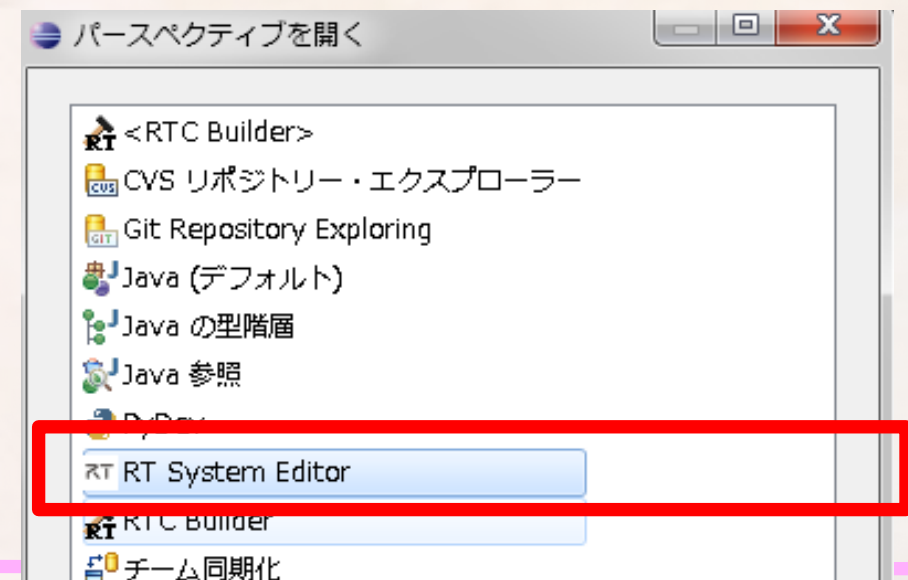 パースペクティブを開く
<RTC Builder>
CVS リポジトリー・エクスプローラー
Git Repository Exploring
Java (デフォルト)
Java の型階層
Java 参照
PyDev
RT System Editor
RTC Builder
チーム同期化